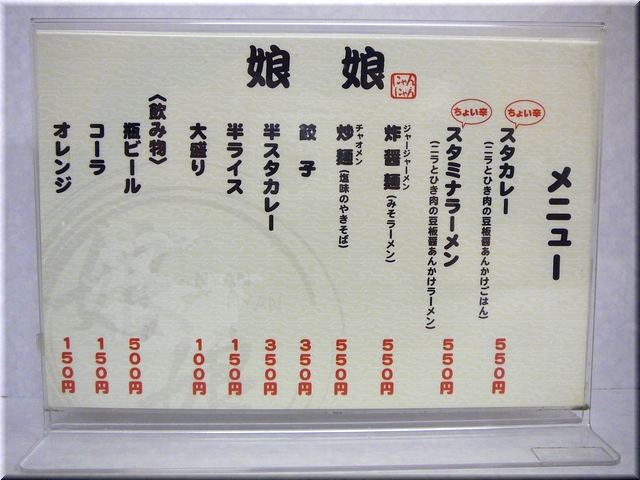 娘娘
にゃんにゃん
メニュー
ちょい辛
スタカレー
(ニラとひき肉の豆板醤あんかけごはん)
550円
ちょい辛
スタミナラーメン
(ニラとひき肉の豆板醤あんかけラーメン)
550円
ジャージャーメン
炸醤麺(みそラーメン)
550円
チャオメン
炒麺(塩味のやきそば)
550円
餃子
350円
半スタカレー
350円
半ライス
150円
大盛り
100円
〈飲み物〉
瓶ビール
500円
コーラ
150円
オレンジ
150円